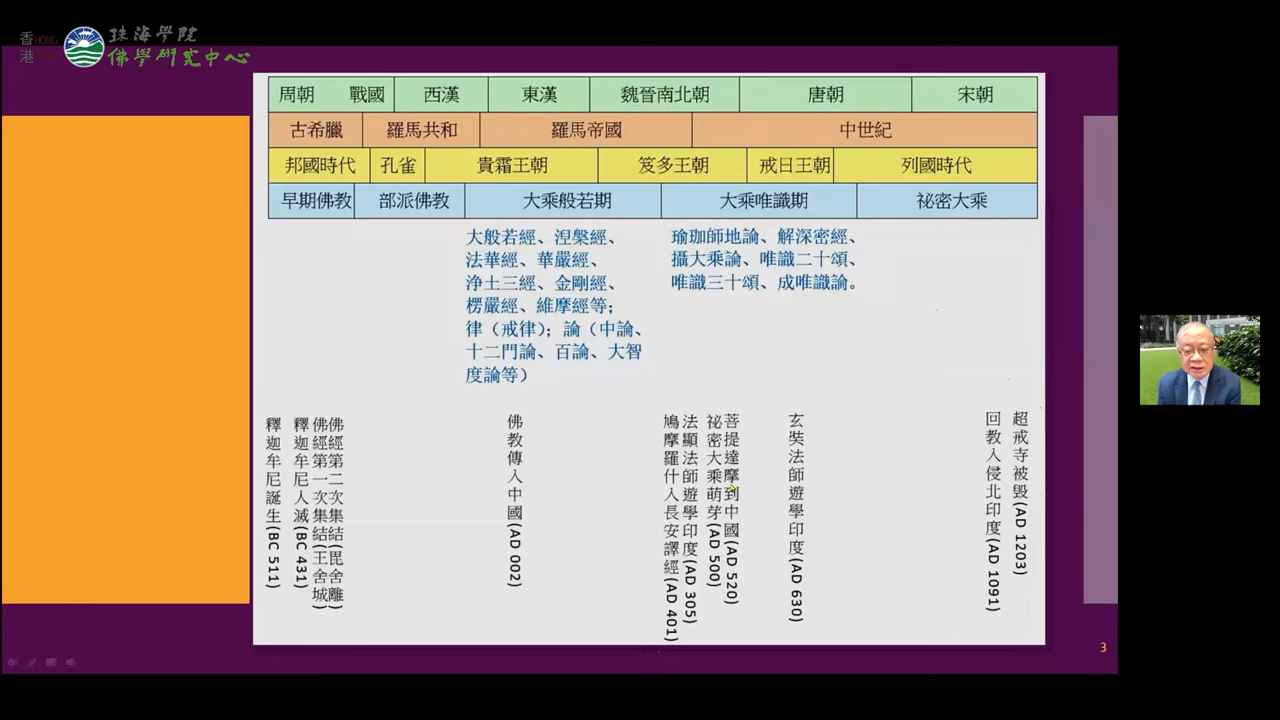 香港
HONG
珠海學院
佛學研究中心
周朝 戰國 西漢 東漢 魏晉南北朝 唐朝 宋朝
古希臘 羅馬共和 羅馬帝國 中世紀
邦國時代 孔雀 貴霜王朝 笈多王朝 戒日王朝 列國時代
早期佛教 部派佛教 大乘般若期 大乘唯識期 祕密大乘
大般若經、涅槃經、
法華經、華嚴經、
淨土三經、金剛經、
楞嚴經、維摩經等；
律（戒律）；論（中論、
十二門論、百論、大智
度論等）
瑜珈師地論、解深密經、
攝大乘論、唯識二十頌、
唯識三十頌、成唯識論。
釋迦牟尼誕生(BC 511)
釋迦牟尼入滅(BC 431)
佛經第一次集結(王舍城)
佛經第二次集結(毘舍離)
佛教傳入中國(AD 002)
鳩摩羅什入長安譯經(AD 401)
法顯法師遊學印度(AD 305)
祕密大乘萌芽(AD 500)
菩提達摩到中國(AD 520)
玄奘法師遊學印度(AD 630)
回教入侵北印度(AD 1091)
超戒寺被毀(AD 1203)
3